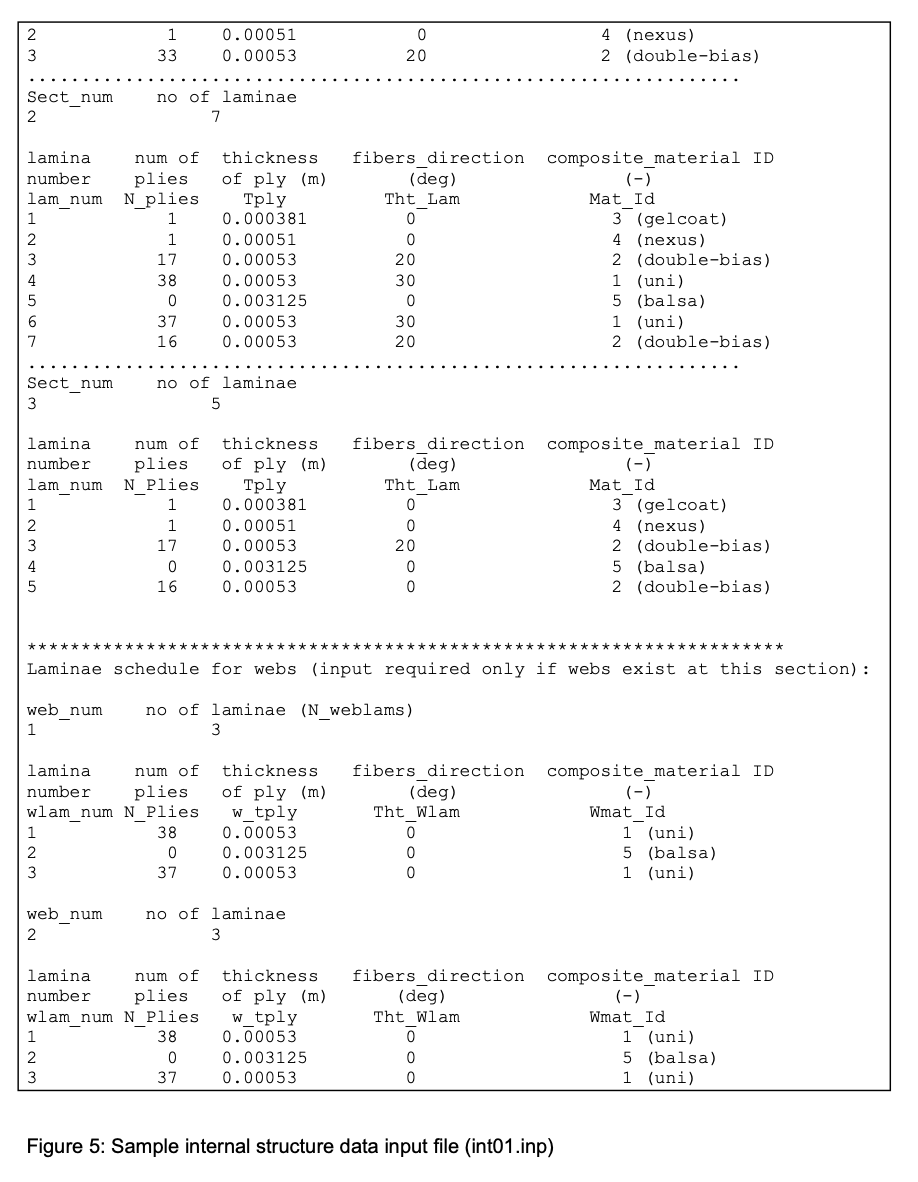 2 1 0.00051 0 4 (nexus)
3 33 0.00053 20 2 (double-bias)
..................................................................
Sect_num no of laminae
2 7
lamina num of thickness fibers_direction composite_material ID
number plies of ply (m) (deg) (-)
lam_num N_plies Tply Tht_Lam Mat_Id
1 1 0.000381 0 3 (gelcoat)
2 1 0.00051 0 4 (nexus)
3 17 0.00053 20 2 (double-bias)
4 38 0.00053 30 1 (uni)
5 0 0.003125 0 5 (balsa)
6 37 0.00053 30 1 (uni)
7 16 0.00053 20 2 (double-bias)
..................................................................
Sect_num no of laminae
3 5
lamina num of thickness fibers_direction composite_material ID
number plies of ply (m) (deg) (-)
lam_num N_Plies Tply Tht_Lam Mat_Id
1 1 0.000381 0 3 (gelcoat)
2 1 0.00051 0 4 (nexus)
3 17 0.00053 20 2 (double-bias)
4 0 0.003125 0 5 (balsa)
5 16 0.00053 0 2 (double-bias)
**********************************************************************
Laminae schedule for webs (input required only if webs exist at this section):
web_num no of laminae (N_weblams)
1 3
lamina num of thickness fibers_direction composite_material ID
number plies of ply (m) (deg) (-)
wlam_num N_Plies w_tply Tht_Wlam Wmat_Id
1 38 0.00053 0 1 (uni)
2 0 0.003125 0 5 (balsa)
3 37 0.00053 0 1 (uni)
web_num no of laminae
2 3
lamina num of thickness fibers_direction composite_material ID
number plies of ply (m) (deg) (-)
wlam_num N_Plies w_tply Tht_Wlam Wmat_Id
1 38 0.00053 0 1 (uni)
2 0 0.003125 0 5 (balsa)
3 37 0.00053 0 1 (uni)
Figure 5: Sample internal structure data input file (int01.inp)